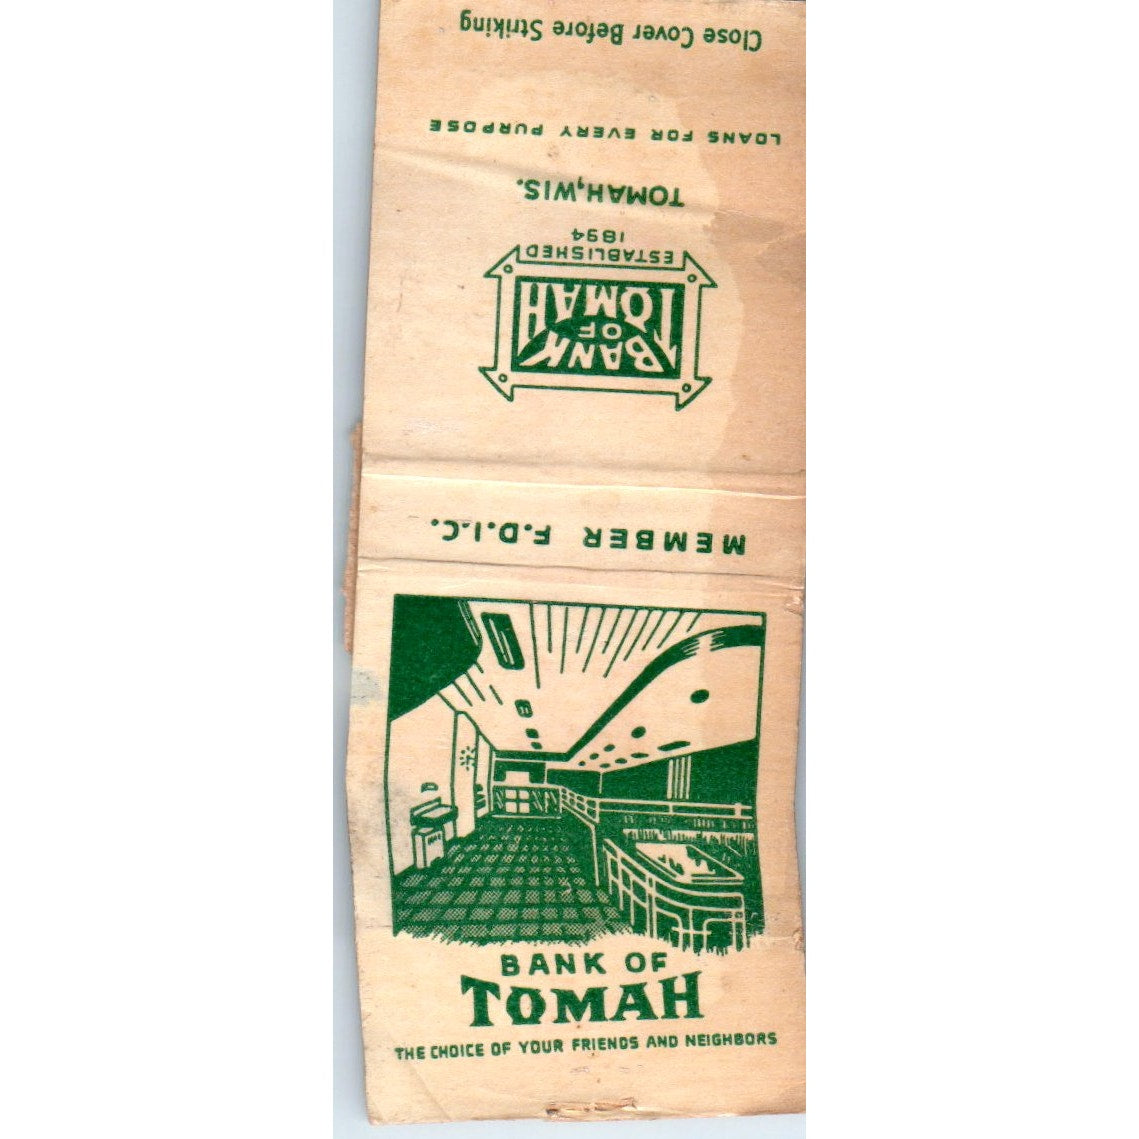 Close Cover Before Striking
LOANS FOR EVERY PURPOSE
TOMAH, WIS.
ESTABLISHED
1894
BANK
OF
TOMAH
MEMBER F.D.I.C.
BANK OF
TOMAH
THE CHOICE OF YOUR FRIENDS AND NEIGHBORS